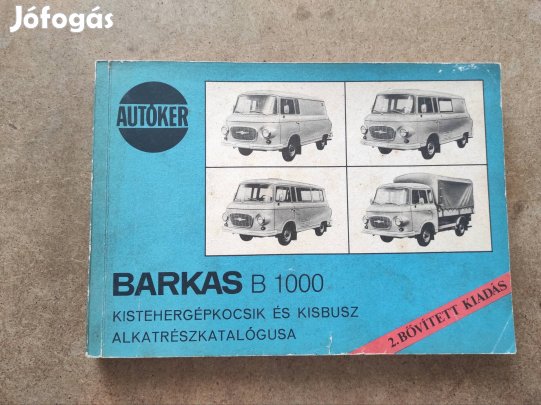 Jófogás
AUTÓKER
BARKAS B 1000
KISTEHERGÉPKOCSIK ÉS KISBUSZ
ALKATRÉSZKATALÓGUSA
2. BŐVÍTETT KIADÁS